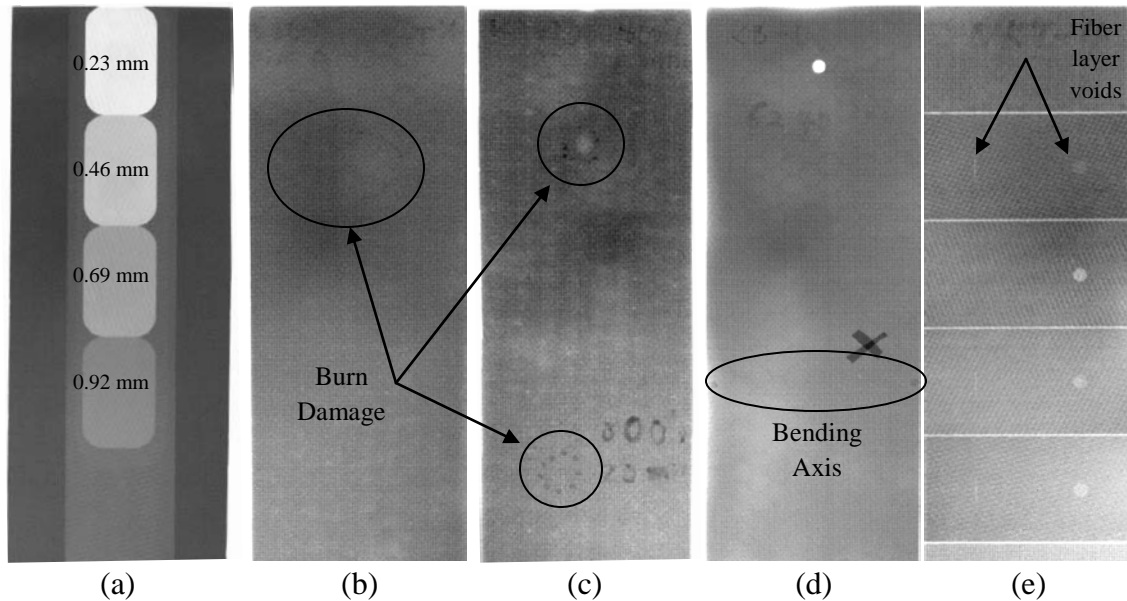 0.23 mm
0.46 mm
0.69 mm
0.92 mm
Burn
Damage
Bending
Axis
Fiber
layer
voids
(a)
(b)
(c)
(d)
(e)